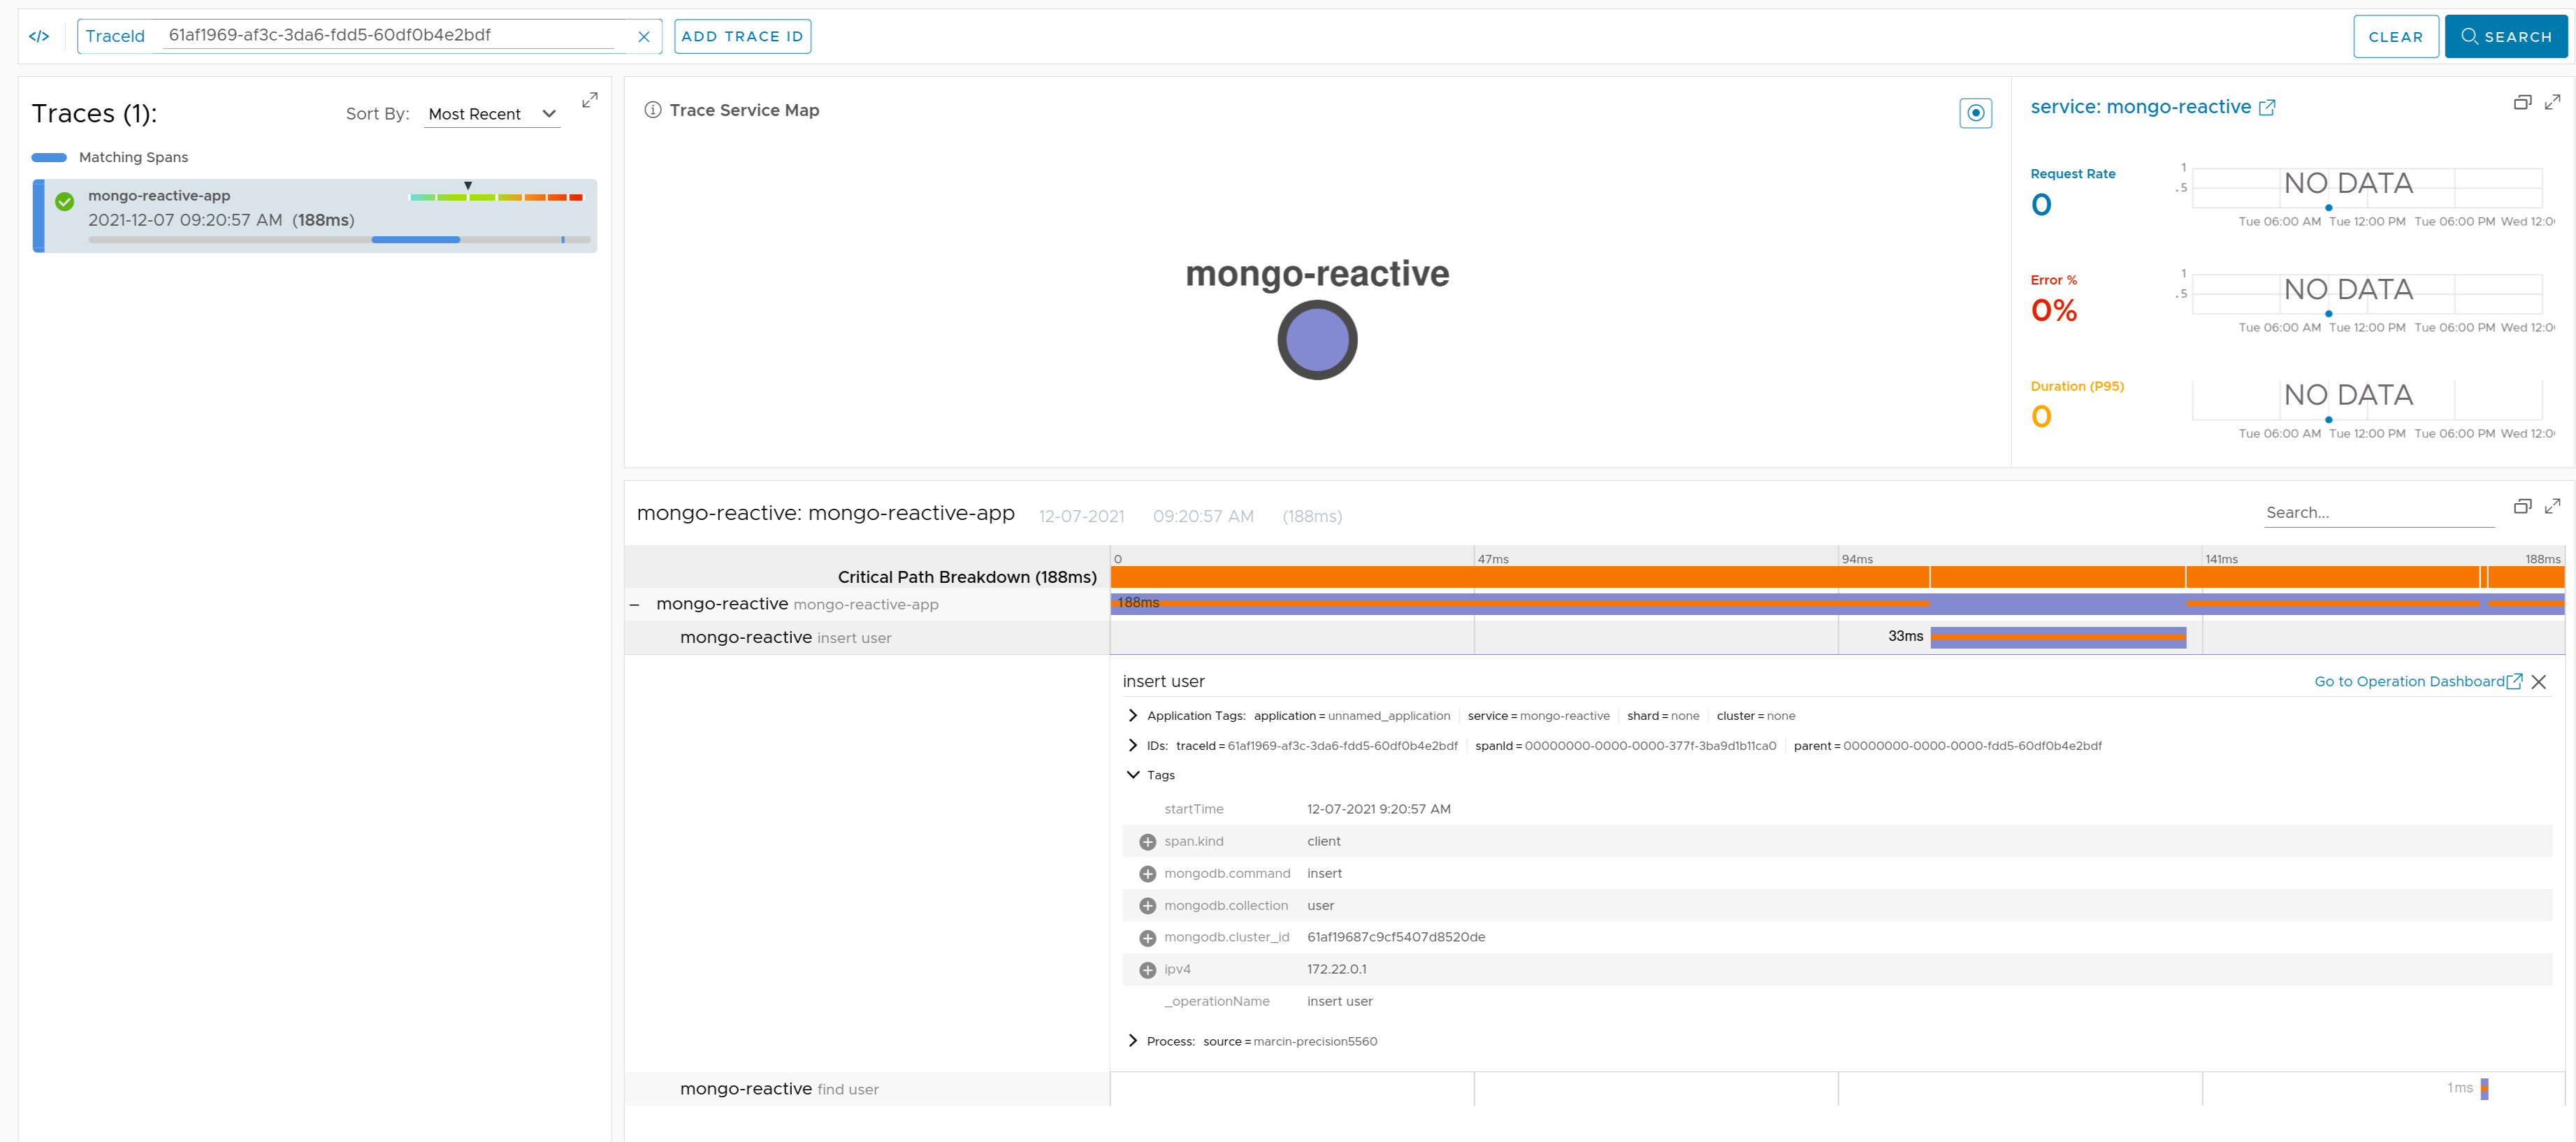 </> TraceId 61af1969-af3c-3da6-fdd5-60df0b4e2bdf ADD TRACE ID CLEAR SEARCH
Traces (1): Sort By: Most Recent
Matching Spans
mongo-reactive-app
2021-12-07 09:20:57 AM (188ms)
Trace Service Map
mongo-reactive
service: mongo-reactive
Request Rate
0
1
.5
NO DATA
Tue 06:00 AM Tue 12:00 PM Tue 06:00 PM Wed 12:0
Error %
0%
1
.5
NO DATA
Tue 06:00 AM Tue 12:00 PM Tue 06:00 PM Wed 12:0
Duration (P95)
0
NO DATA
Tue 06:00 AM Tue 12:00 PM Tue 06:00 PM Wed 12:0
mongo-reactive: mongo-reactive-app 12-07-2021 09:20:57 AM (188ms) Search...
0 47ms 94ms 141ms 188ms
Critical Path Breakdown (188ms)
mongo-reactive mongo-reactive-app 188ms
mongo-reactive insert user 33ms
insert user Go to Operation Dashboard
Application Tags: application = unnamed_application service = mongo-reactive shard = none cluster = none
IDs: traceId = 61af1969-af3c-3da6-fdd5-60df0b4e2bdf spanId = 00000000-0000-0000-377f-3ba9d1b11ca0 parent = 00000000-0000-0000-fdd5-60df0b4e2bdf
Tags
startTime 12-07-2021 9:20:57 AM
span.kind client
mongodb.command insert
mongodb.collection user
mongodb.cluster_id 61af19687c9cf5407d8520de
ipv4 172.22.0.1
_operationName insert user
Process: source = marcin-precision5560
mongo-reactive find user 1ms